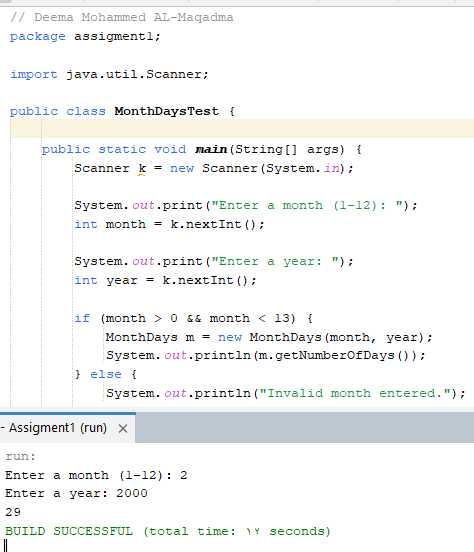 // Deema Mohammed AL-Maqadma
package assigment1;
import java.util.Scanner;
public class MonthDaysTest {
public static void main(String[] args) {
Scanner k = new Scanner(System.in);
System.out.print("Enter a month (1-12): ");
int month = k.nextInt();
System.out.print("Enter a year: ");
int year = k.nextInt();
if (month > 0 && month < 13) {
MonthDays m = new MonthDays(month, year);
System.out.println(m.getNumberOfDays());
} else {
System.out.println("Invalid month entered.");
- Assigment1 (run) ×
run:
Enter a month (1-12): 2
Enter a year: 2000
29
BUILD SUCCESSFUL (total time: ١٢ seconds)